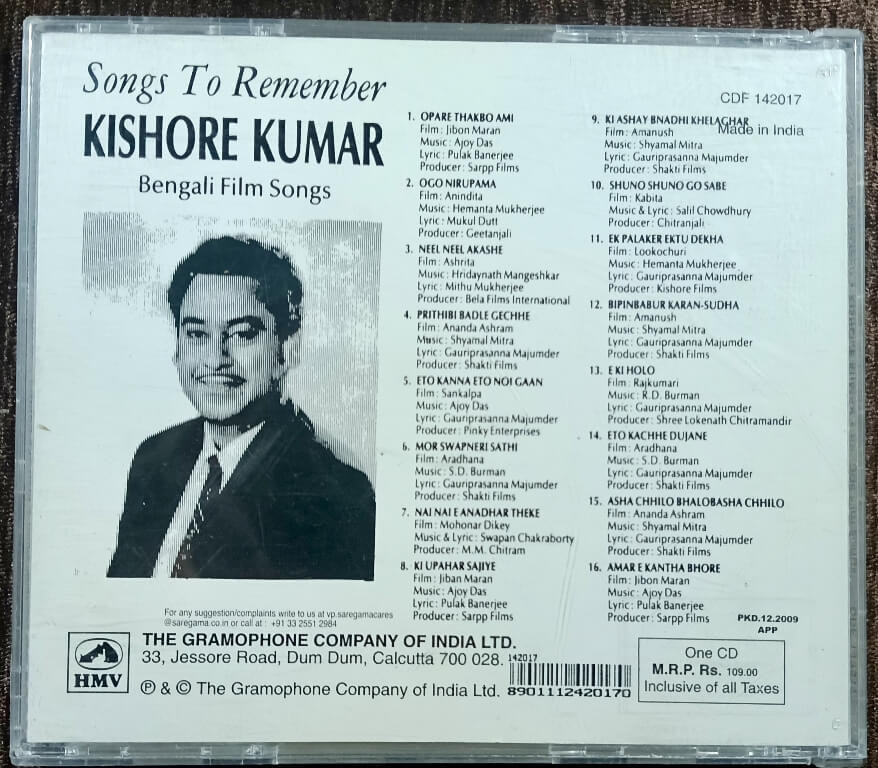 Songs To Remember
KISHORE KUMAR
Bengali Film Songs
CDF 142017
Made in India
1. OPARE THAKBO AMI
Film : Jibon Maran
Music : Ajoy Das
Lyric : Pulak Banerjee
Producer : Sarpp Films
2. OGO NIRUPAMA
Film : Anindita
Music : Hemanta Mukherjee
Lyric : Mukul Dutt
Producer : Geetanjali
3. NEEL NEEL AKASHE
Film : Ashrita
Music : Hridaynath Mangeshkar
Lyric : Mithu Mukherjee
Producer : Bela Films International
4. PRITHIBI BADLE GECHHE
Film : Ananda Ashram
Music : Shyamal Mitra
Lyric : Gauriprasanna Majumder
Producer : Shakti Films
5. ETO KANNA ETO NOI GAAN
Film : Sankalpa
Music : Ajoy Das
Lyric : Gauriprasanna Majumder
Producer : Pinky Enterprises
6. MOR SWAPNERI SATHI
Film : Aradhana
Music : S.D. Burman
Lyric : Gauriprasanna Majumder
Producer : Shakti Films
7. NAI NAI E ANADHAR THEKE
Film : Mohonar Dikey
Music & Lyric : Swapan Chakraborty
Producer : M.M. Chitram
8. KI UPAHAR SAJIYE
Film : Jiban Maran
Music : Ajoy Das
Lyric : Pulak Banerjee
Producer : Sarpp Films
9. KI ASHAY BNADHI KHELAGHAR
Film : Amanush
Music : Shyamal Mitra
Lyric : Gauriprasanna Majumder
Producer : Shakti Films
10. SHUNO SHUNO GO SABE
Film : Kabita
Music & Lyric : Salil Chowdhury
Producer : Chitranjali
11. EK PALAKER EKTU DEKHA
Film : Lookochuri
Music : Hemanta Mukherjee
Lyric : Gauriprasanna Majumder
Producer : Kishore Films
12. BIPINBABUR KARAN-SUDHA
Film : Amanush
Music : Shyamal Mitra
Lyric : Gauriprasanna Majumder
Producer : Shakti Films
13. E KI HOLO
Film : Rajkumari
Music : R.D. Burman
Lyric : Gauriprasanna Majumder
Producer : Shree Lokenath Chitramandir
14. ETO KACHHE DUJANE
Film : Aradhana
Music : S.D. Burman
Lyric : Gauriprasanna Majumder
Producer : Shakti Films
15. ASHA CHHILO BHALOBASHA CHHILO
Film : Ananda Ashram
Music : Shyamal Mitra
Lyric : Gauriprasanna Majumder
Producer : Shakti Films
16. AMAR E KANTHA BHORE
Film : Jibon Maran
Music : Ajoy Das
Lyric : Pulak Banerjee
Producer : Sarpp Films
PKD.12.2009
APP
For any suggestion/complaints write to us at vp.saregamacares
@saregama.co.in or call at : +91 33 2551 2984
HMV
THE GRAMOPHONE COMPANY OF INDIA LTD.
33, Jessore Road, Dum Dum, Calcutta 700 028.
℗ & © The Gramophone Company of India Ltd.
142017
8901112420170
One CD
M.R.P. Rs. 109.00
Inclusive of all Taxes